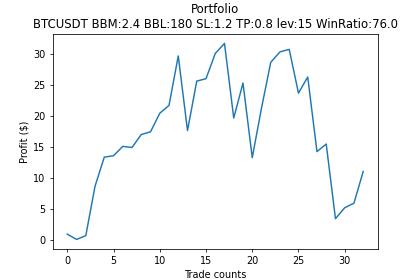 Portfolio
BTCUSDT BBM:2.4 BBL:180 SL:1.2 TP:0.8 lev:15 WinRatio:76.0
Profit ($)
30
25
20
15
10
5
0
0 5 10 15 20 25 30
Trade counts